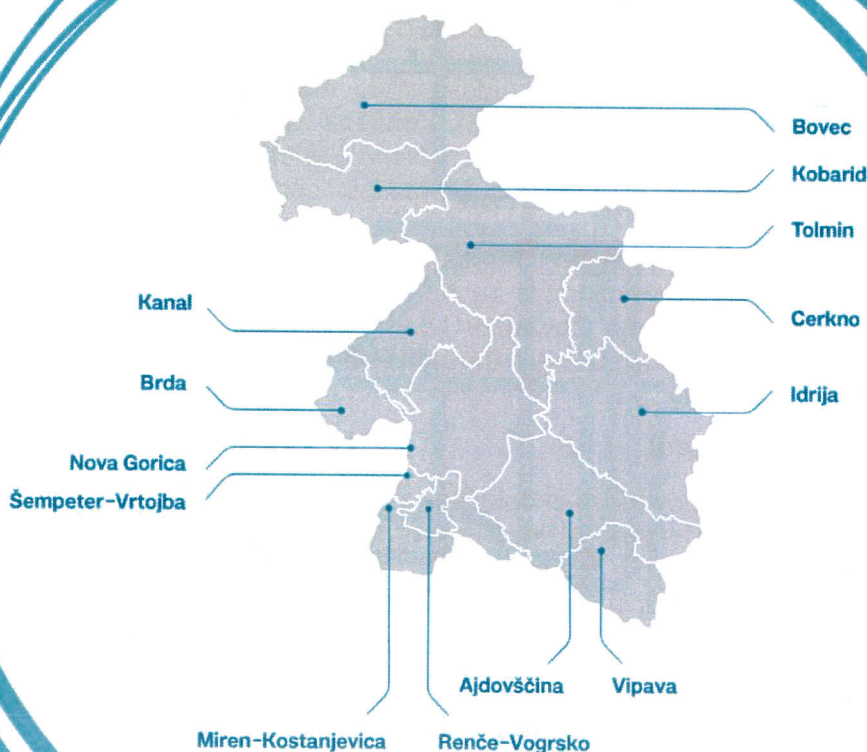 Bovec
Kobarid
Tolmin
Kanal
Cerkno
Brda
Idrija
Nova Gorica
Šempeter-Vrtojba
Ajdovščina
Vipava
Miren-Kostanjevica
Renče-Vogrsko